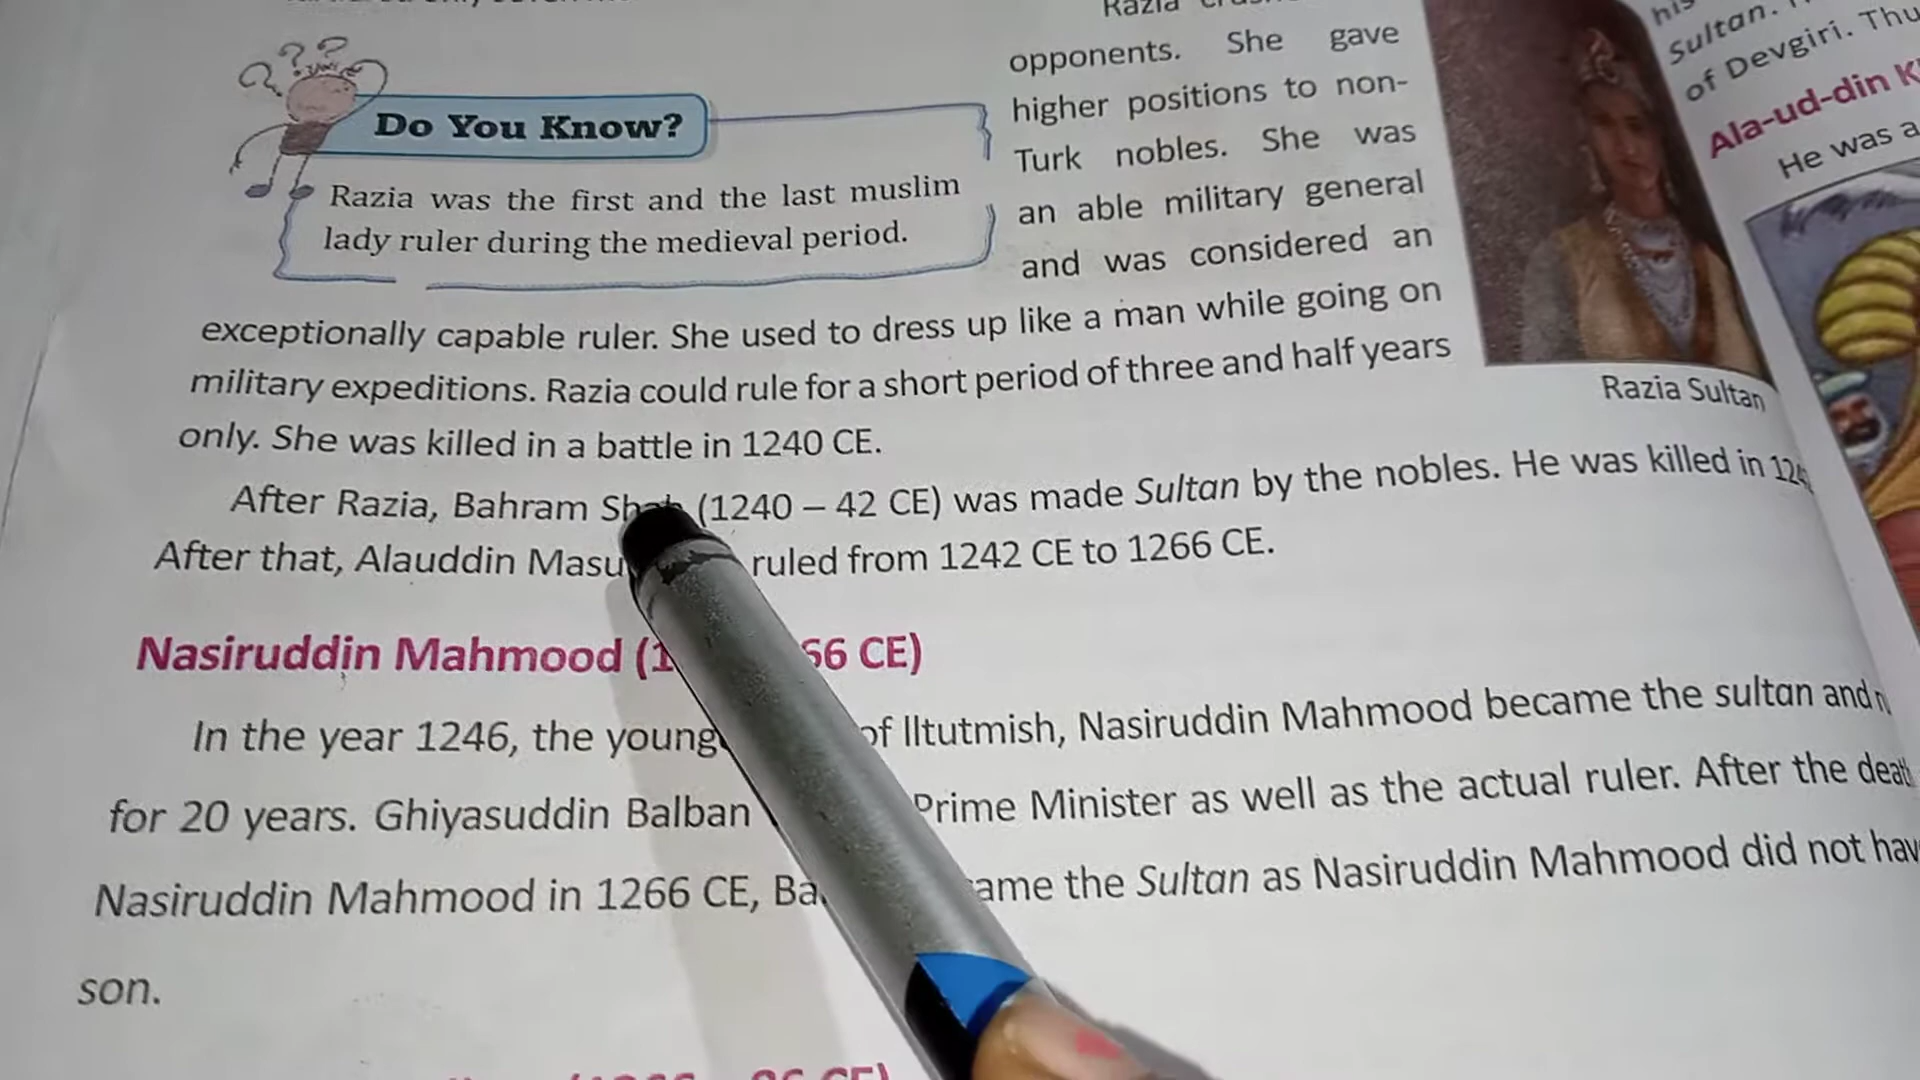 Razia
opponents. She gave
higher positions to non-
Turk nobles. She was
an able military general
and was considered an
Do You Know?
Razia was the first and the last muslim
lady ruler during the medieval period.
exceptionally capable ruler. She used to dress up like a man while going on
military expeditions. Razia could rule for a short period of three and half years
only. She was killed in a battle in 1240 CE.
Razia Sultan
After Razia, Bahram Shah (1240 – 42 CE) was made Sultan by the nobles. He was killed in
After that, Alauddin ruled from 1242 CE to 1266 CE.
Nasiruddin Mahmood ( CE)
In the year 1246, the of Iltutmish, Nasiruddin Mahmood became the sultan and
for 20 years. Ghiyasuddin Balban Prime Minister as well as the actual ruler. After the
Nasiruddin Mahmood in 1266 CE, the Sultan as Nasiruddin Mahmood did not
son.
his
Sultan.
of Devgiri.
Ala-ud-din
He was a